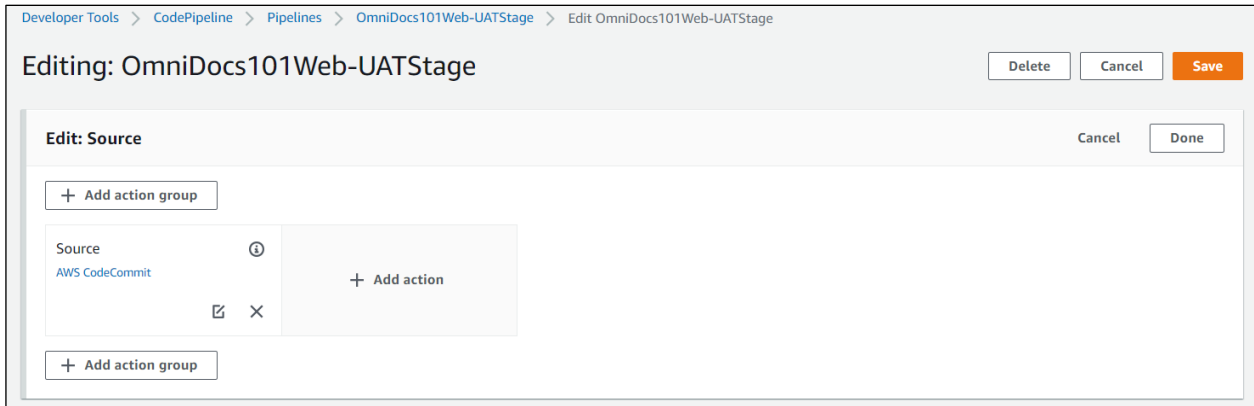 Developer Tools > CodePipeline > Pipelines > OmniDocs101Web-UATStage > Edit OmniDocs101Web-UATStage
Editing: OmniDocs101Web-UATStage
Delete Cancel Save
Edit: Source
Cancel Done
+ Add action group
Source
AWS CodeCommit
+ Add action
+ Add action group